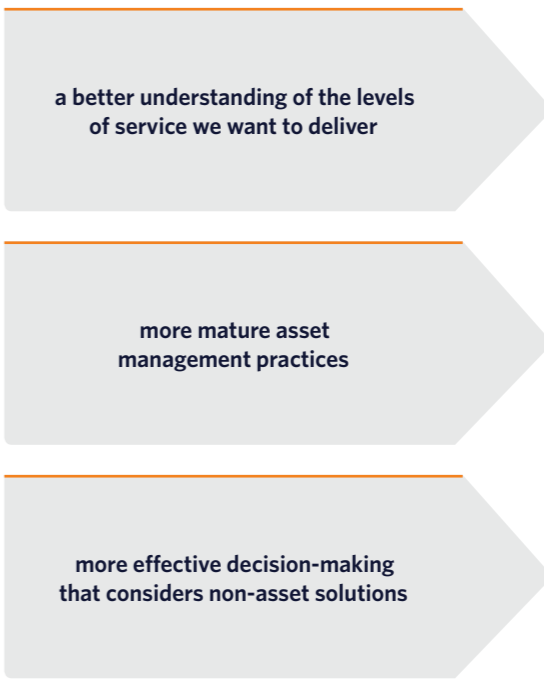 a better understanding of the levels
of service we want to deliver
more mature asset
management practices
more effective decision-making
that considers non-asset solutions